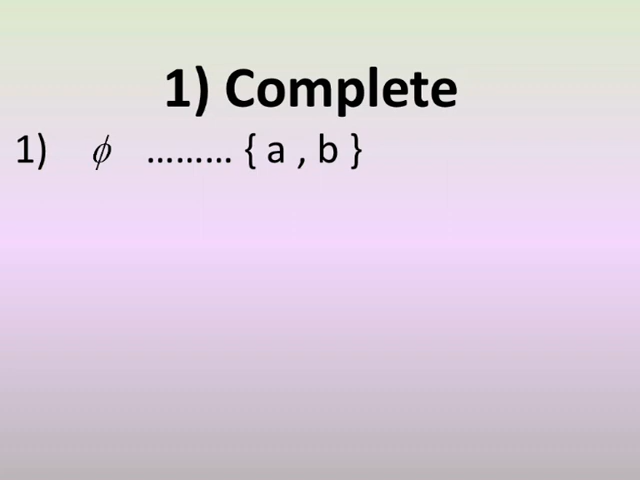 1) Complete
1) ϕ ……… { a , b }